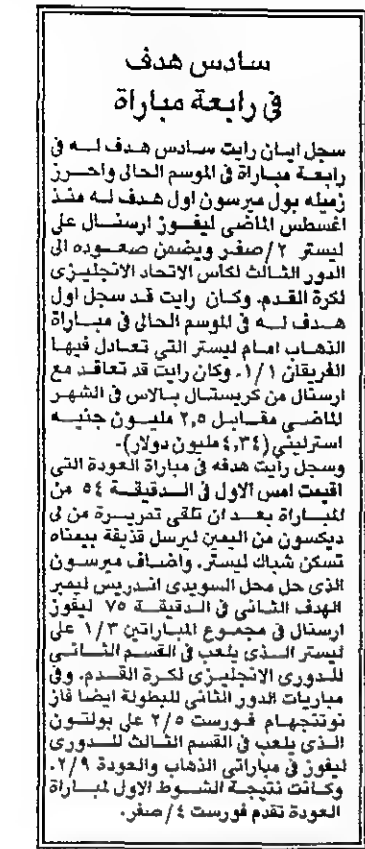 سادس هدف
في رابعة مباراة
سجل ايان رايت سادس هدف له في
رابعة مباراة في الموسم الحالي واحرز
زميله بول ميرسون اول هدف له منذ
اغسطس الماضي ليفوز ارسنال على
ليستر ٢/صفر ويضمن صعوده الى
الدور الثالث لكأس الاتحاد الانجليزي
لكرة القدم. وكان رايت قد سجل اول
هدف له في الموسم الحالي في مباراة
الذهاب امام ليستر التي تعادل فيها
الفريقان ١/١. وكان رايت قد تعاقد مع
ارسنال من كريستال بالاس في الشهر
الماضي مقابل ٢,٥ مليون جنيه
استرليني (٤,٣٤ مليون دولار).
وسجل رايت هدفه في مباراة العودة التي
اقيمت امس الاول في الدقيقة ٥٤ من
المباراة بعد ان تلقى تمريرة من لى
ديكسون من اليمين ليرسل قذيفة بيمناه
تسكن شباك ليستر. واضاف ميرسون
الذي حل محل السويدي اندريس ليمبر
الهدف الثاني في الدقيقة ٧٥ ليفوز
ارسنال في مجموع المباراتين ١/٣ على
ليستر الذي يلعب في القسم الثاني
للدوري الانجليزي لكرة القدم. وفي
مباريات الدور الثاني للبطولة ايضا فاز
نوتنجهام فورست ٢/٥ على بولتون
الذي يلعب في القسم الثالث للدوري
ليفوز في مباراتي الذهاب والعودة ٢/٩.
وكانت نتيجة الشوط الاول لمباراة
العودة تقدم فورست ٤/صفر.